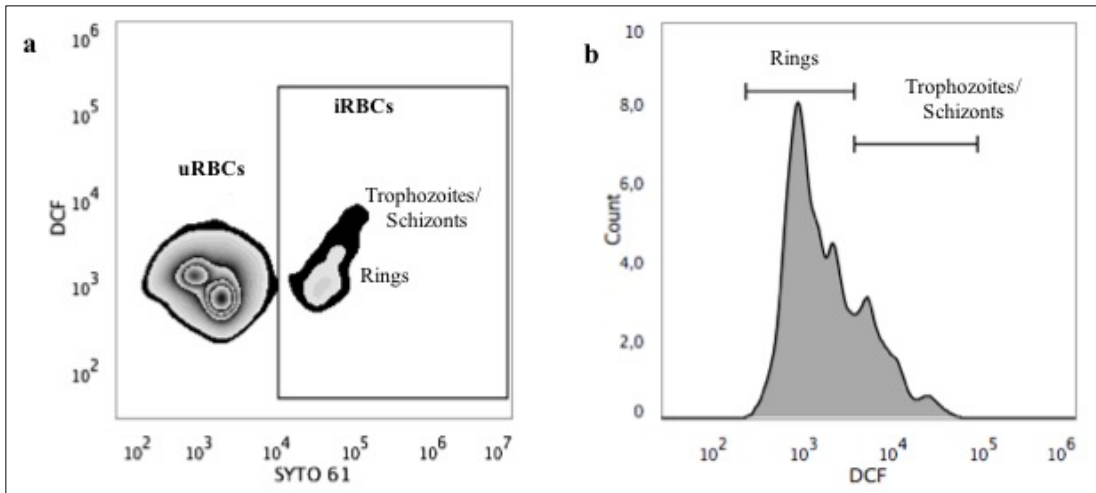 a
10^6
10^5
10^4
10^3
10^2
DCF
iRBCs
uRBCs
Trophozoites/
Schizonts
Rings
10^2 10^3 10^4 10^5 10^6 10^7
SYTO 61
b
10
8,0
6,0
4,0
2,0
0
Count
Rings
Trophozoites/
Schizonts
10^2 10^3 10^4 10^5 10^6
DCF